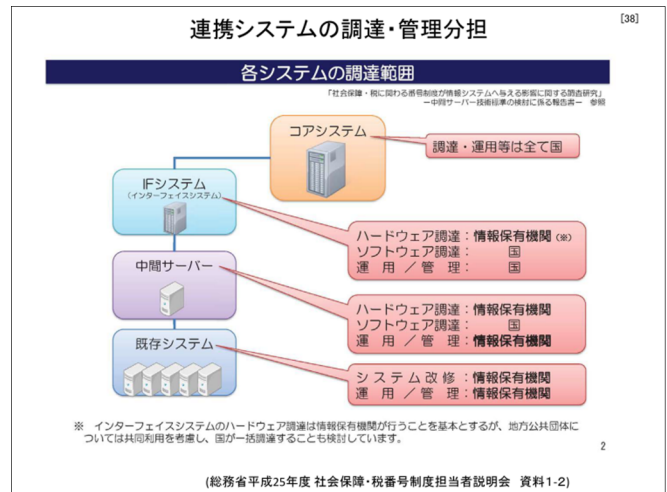 [38]
連携システムの調達・管理分担
各システムの調達範囲
「社会保障・税に関わる番号制度が情報システムへ与える影響に関する調査研究」
ー中間サーバー技術標準の検討に係る報告書ー 参照
コアシステム
調達・運用等は全て国
IFシステム
(インターフェイスシステム)
ハードウェア調達:情報保有機関(※)
ソフトウェア調達: 国
運用/管理: 国
中間サーバー
ハードウェア調達:情報保有機関
ソフトウェア調達: 国
運用/管理:情報保有機関
既存システム
システム改修:情報保有機関
運用/管理:情報保有機関
※ インターフェイスシステムのハードウェア調達は情報保有機関が行うことを基本とするが、地方公共団体に
ついては共同利用を考慮し、国が一括調達することも検討しています。
2
(総務省平成25年度 社会保障・税番号制度担当者説明会 資料1-2)